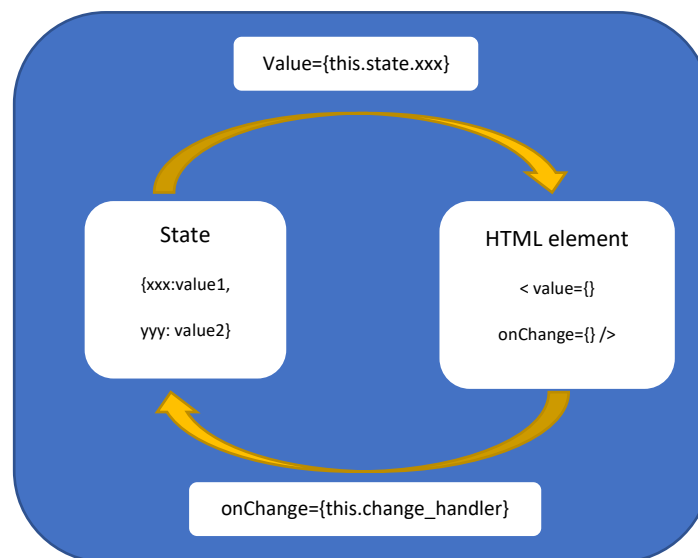 Value={this.state.xxx}
State
{xxx:value1,
yyy: value2}
HTML element
< value={}
onChange={} />
onChange={this.change_handler}